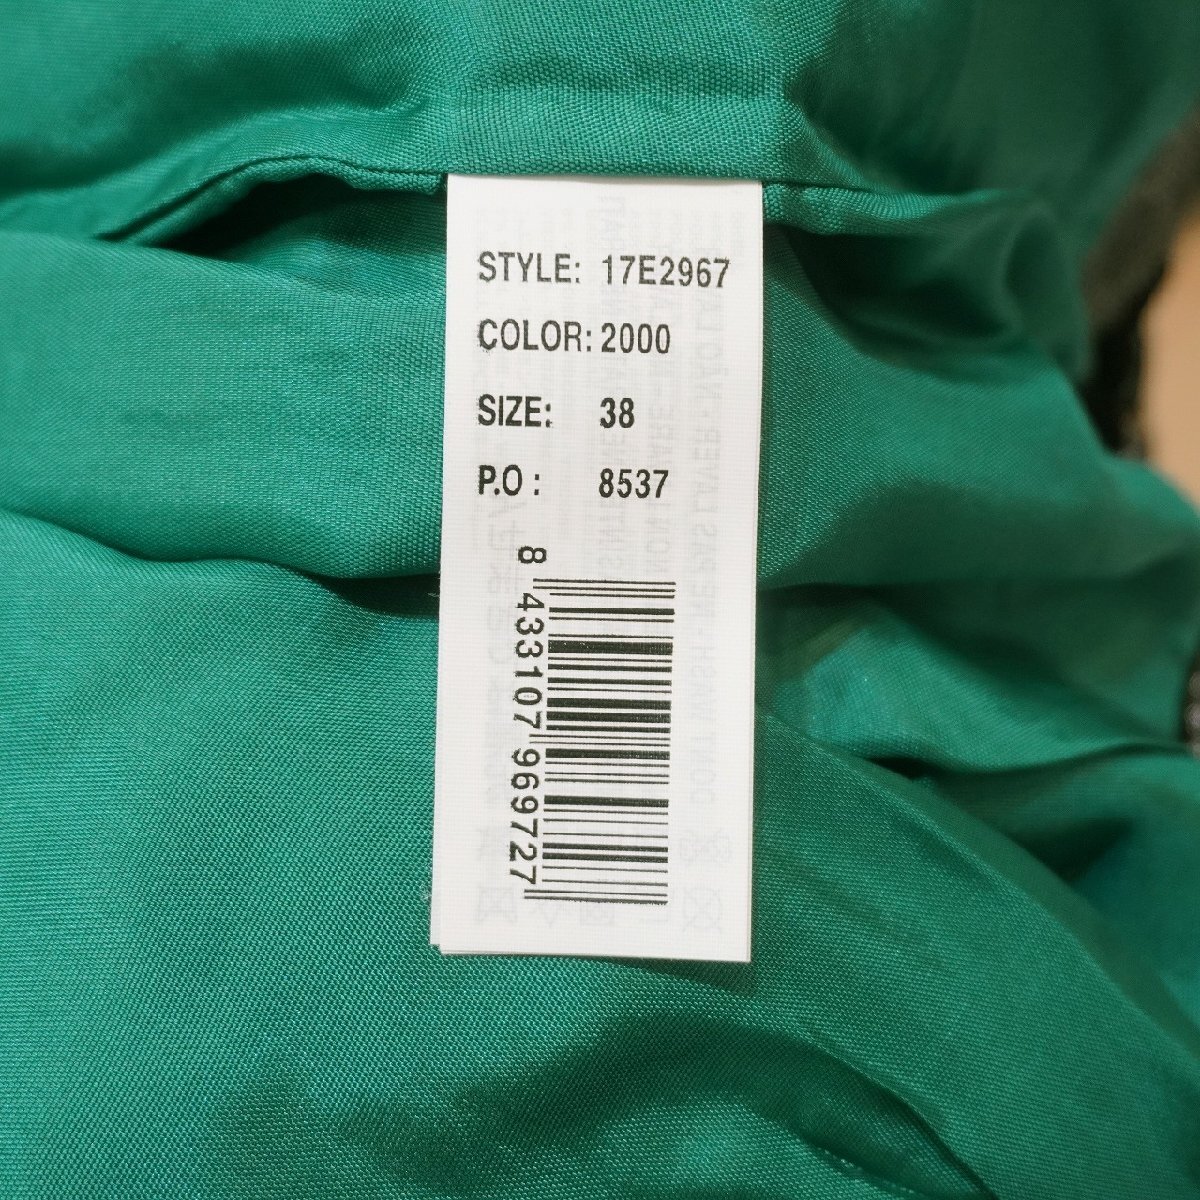 STYLE: 17E2967
COLOR: 2000
SIZE: 38
P.O : 8537
8 433107 969727